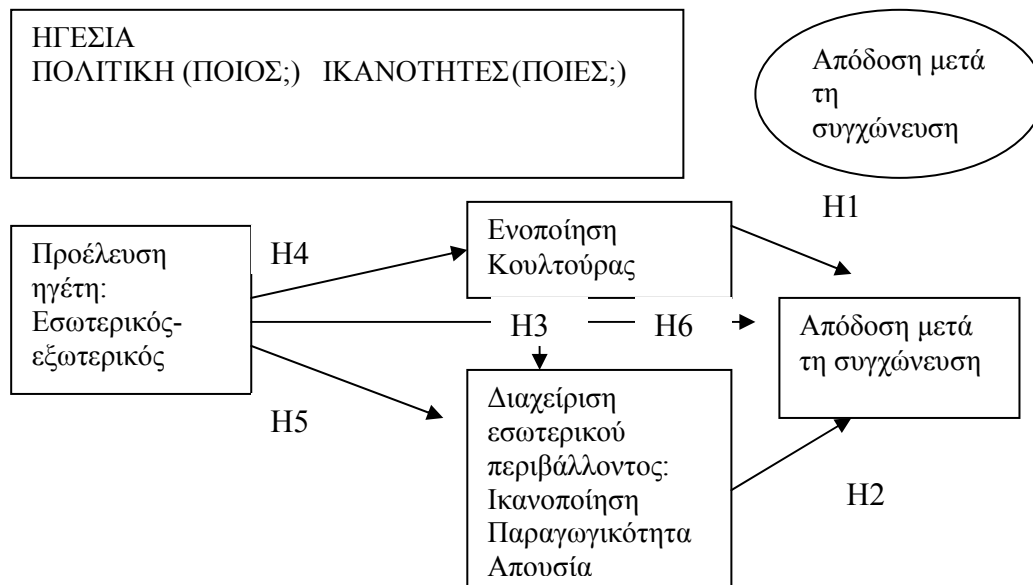 ΗΓΕΣΙΑ
ΠΟΛΙΤΙΚΗ (ΠΟΙΟΣ;) ΙΚΑΝΟΤΗΤΕΣ(ΠΟΙΕΣ;)
Απόδοση μετά
τη
συγχώνευση
Η1
Προέλευση
ηγέτη:
Εσωτερικός-
εξωτερικός
Η4
Ενοποίηση
Κουλτούρας
Η3
Η6
Απόδοση μετά
τη συγχώνευση
Η5
Διαχείριση
εσωτερικού
περιβάλλοντος:
Ικανοποίηση
Παραγωγικότητα
Απουσία
Η2